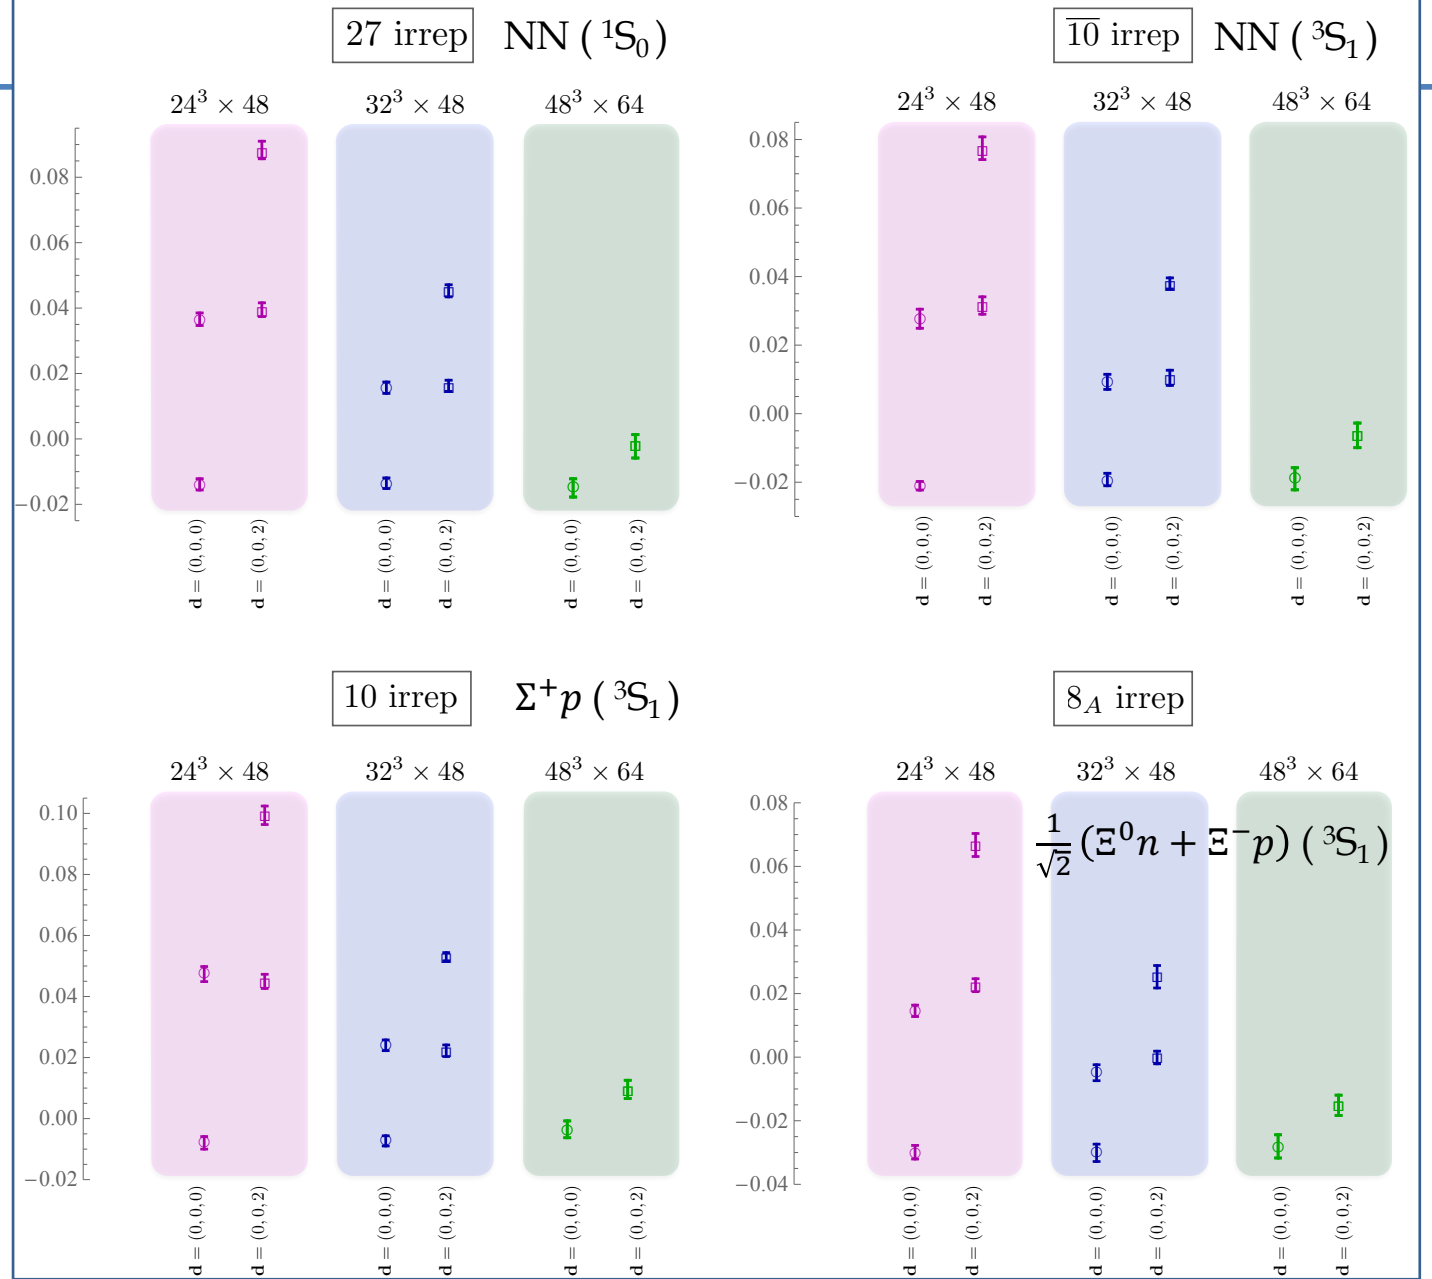 27 irrep NN ( ¹S₀)
24³ × 48 32³ × 48 48³ × 64
0.08
0.06
0.04
0.02
0.00
−0.02
d = (0, 0, 0) d = (0, 0, 2) d = (0, 0, 0) d = (0, 0, 2) d = (0, 0, 0) d = (0, 0, 2)
1̅0̅ irrep NN ( ³S₁)
24³ × 48 32³ × 48 48³ × 64
0.08
0.06
0.04
0.02
0.00
−0.02
d = (0, 0, 0) d = (0, 0, 2) d = (0, 0, 0) d = (0, 0, 2) d = (0, 0, 0) d = (0, 0, 2)
10 irrep Σ⁺p ( ³S₁)
24³ × 48 32³ × 48 48³ × 64
0.10
0.08
0.06
0.04
0.02
0.00
−0.02
d = (0, 0, 0) d = (0, 0, 2) d = (0, 0, 0) d = (0, 0, 2) d = (0, 0, 0) d = (0, 0, 2)
8_A irrep
24³ × 48 32³ × 48 48³ × 64
1/√2 (Ξ⁰n + Ξ⁻p) ( ³S₁)
0.08
0.06
0.04
0.02
0.00
−0.02
−0.04
d = (0, 0, 0) d = (0, 0, 2) d = (0, 0, 0) d = (0, 0, 2) d = (0, 0, 0) d = (0, 0, 2)